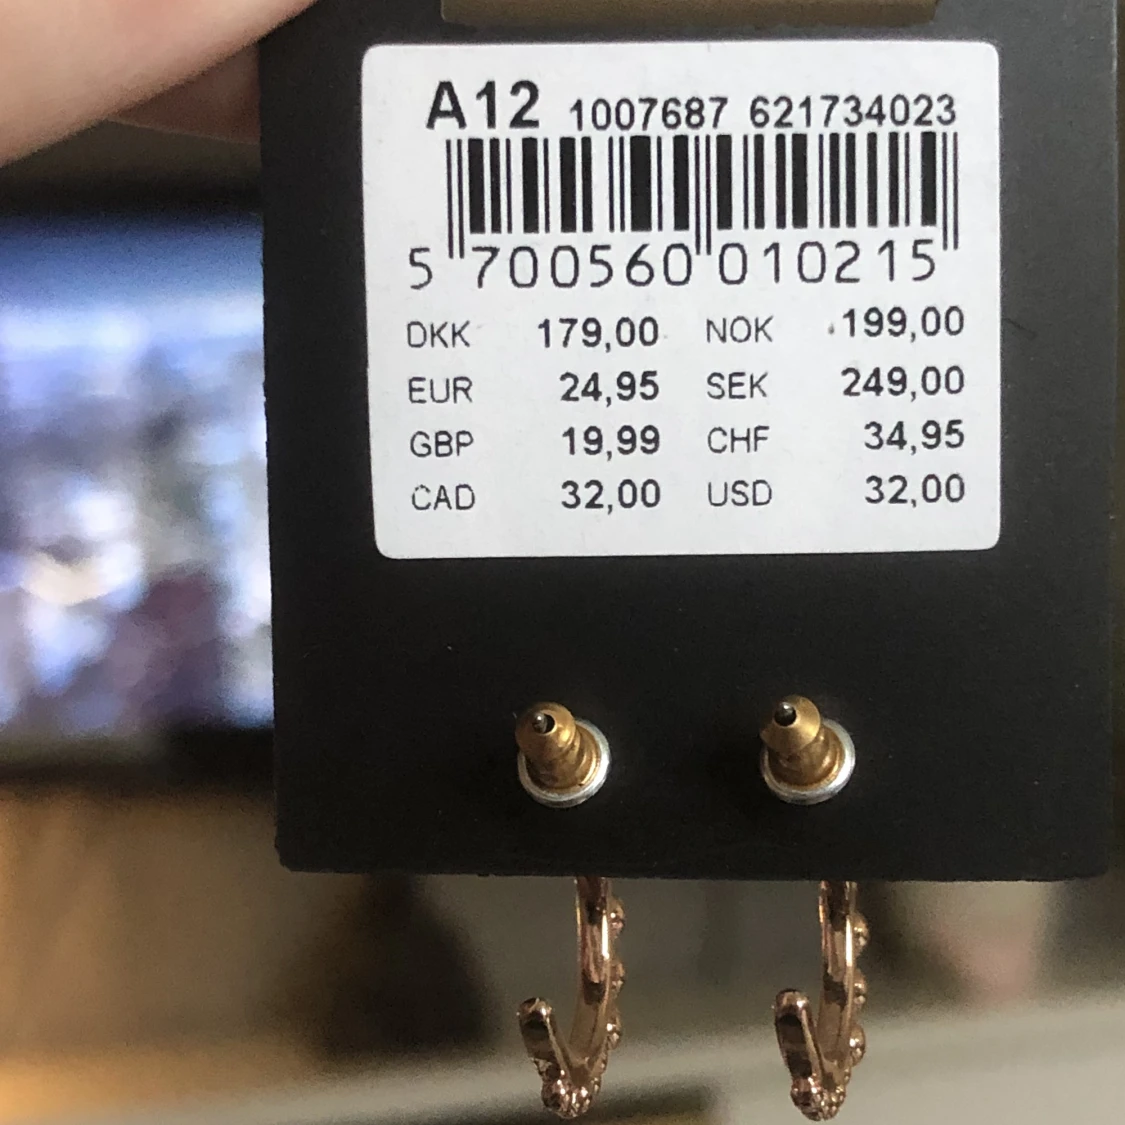 A12 1007687 621734023
5 700560 010215
DKK 179,00 NOK 199,00
EUR 24,95 SEK 249,00
GBP 19,99 CHF 34,95
CAD 32,00 USD 32,00